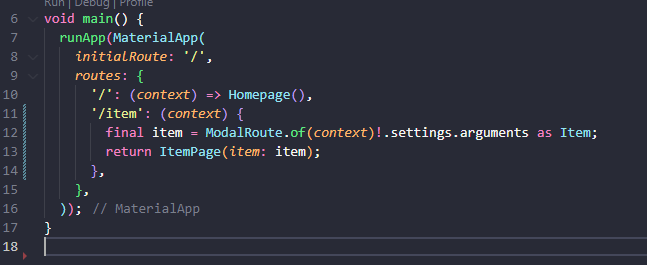 Run | Debug | Profile
6 void main() {
7 runApp(MaterialApp(
8 initialRoute: '/',
9 routes: {
10 '/': (context) => Homepage(),
11 '/item': (context) {
12 final item = ModalRoute.of(context)!.settings.arguments as Item;
13 return ItemPage(item: item);
14 },
15 },
16 )); // MaterialApp
17 }
18